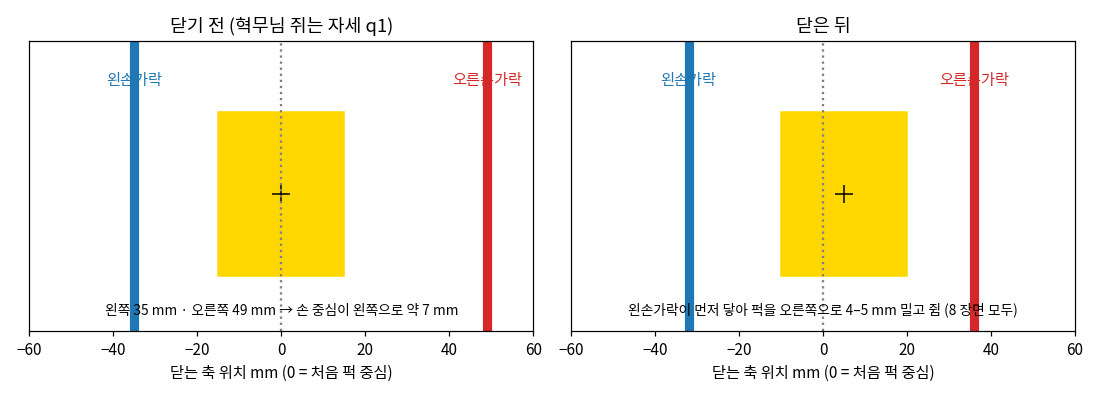 닫기 전 (혁무님 쥐는 자세 q1)
왼손가락
오른손가락
왼쪽 35 mm · 오른쪽 49 mm → 손 중심이 왼쪽으로 약 7 mm
−60 −40 −20 0 20 40 60
닫는 축 위치 mm (0 = 처음 퍽 중심)
닫은 뒤
왼손가락
오른손가락
왼손가락이 먼저 닿아 퍽을 오른쪽으로 4–5 mm 밀고 쥠 (8 장면 모두)
−60 −40 −20 0 20 40 60
닫는 축 위치 mm (0 = 처음 퍽 중심)